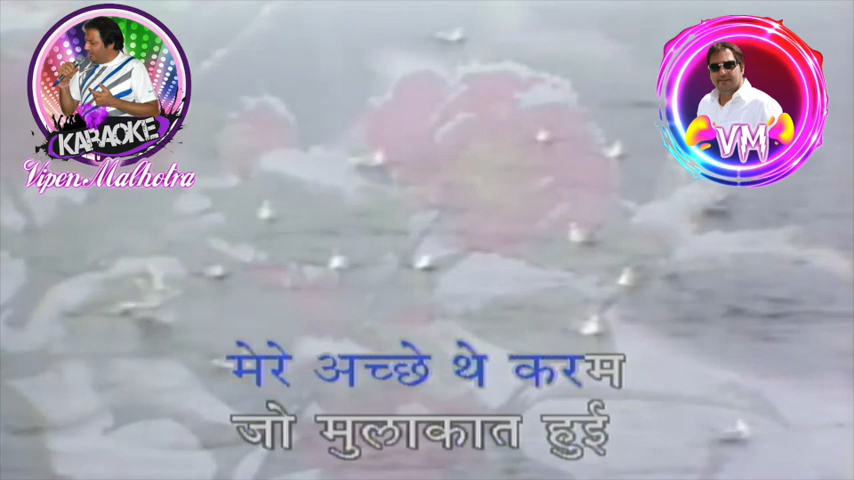 KARAOKE
Vipen Malhotra
VM
मेरे अच्छे थे करम
जो मुलाकात हुई